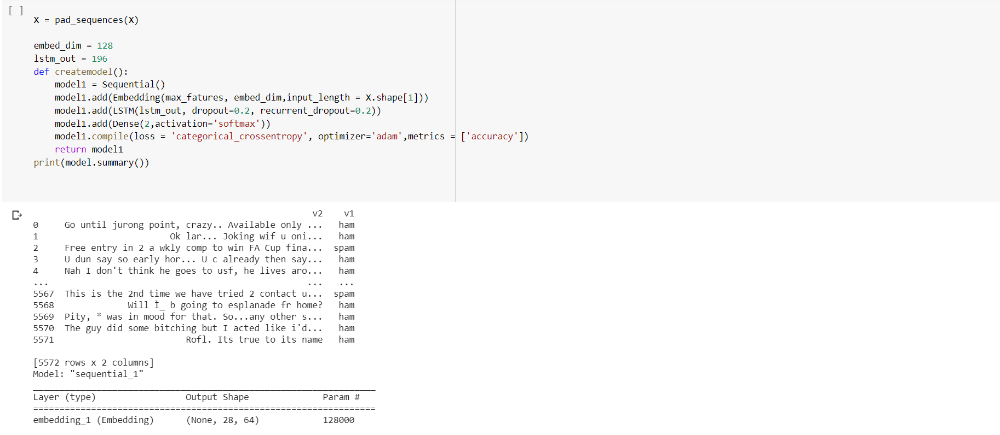 [ ]
X = pad_sequences(X)
embed_dim = 128
lstm_out = 196
def createmodel():
    model1 = Sequential()
    model1.add(Embedding(max_fatures, embed_dim,input_length = X.shape[1]))
    model1.add(LSTM(lstm_out, dropout=0.2, recurrent_dropout=0.2))
    model1.add(Dense(2,activation='softmax'))
    model1.compile(loss = 'categorical_crossentropy', optimizer='adam',metrics = ['accuracy'])
    return model1
print(model.summary())
v2 v1
0 Go until jurong point, crazy.. Available only ... ham
1 Ok lar... Joking wif u oni... ham
2 Free entry in 2 a wkly comp to win FA Cup fina... spam
3 U dun say so early hor... U c already then say... ham
4 Nah I don't think he goes to usf, he lives aro... ham
... ... ...
5567 This is the 2nd time we have tried 2 contact u... spam
5568 Will Ì_ b going to esplanade fr home? ham
5569 Pity, * was in mood for that. So...any other s... ham
5570 The guy did some bitching but I acted like i'd... ham
5571 Rofl. Its true to its name ham
[5572 rows x 2 columns]
Model: "sequential_1"
_________________________________________________________________
Layer (type) Output Shape Param #
=================================================================
embedding_1 (Embedding) (None, 28, 64) 128000